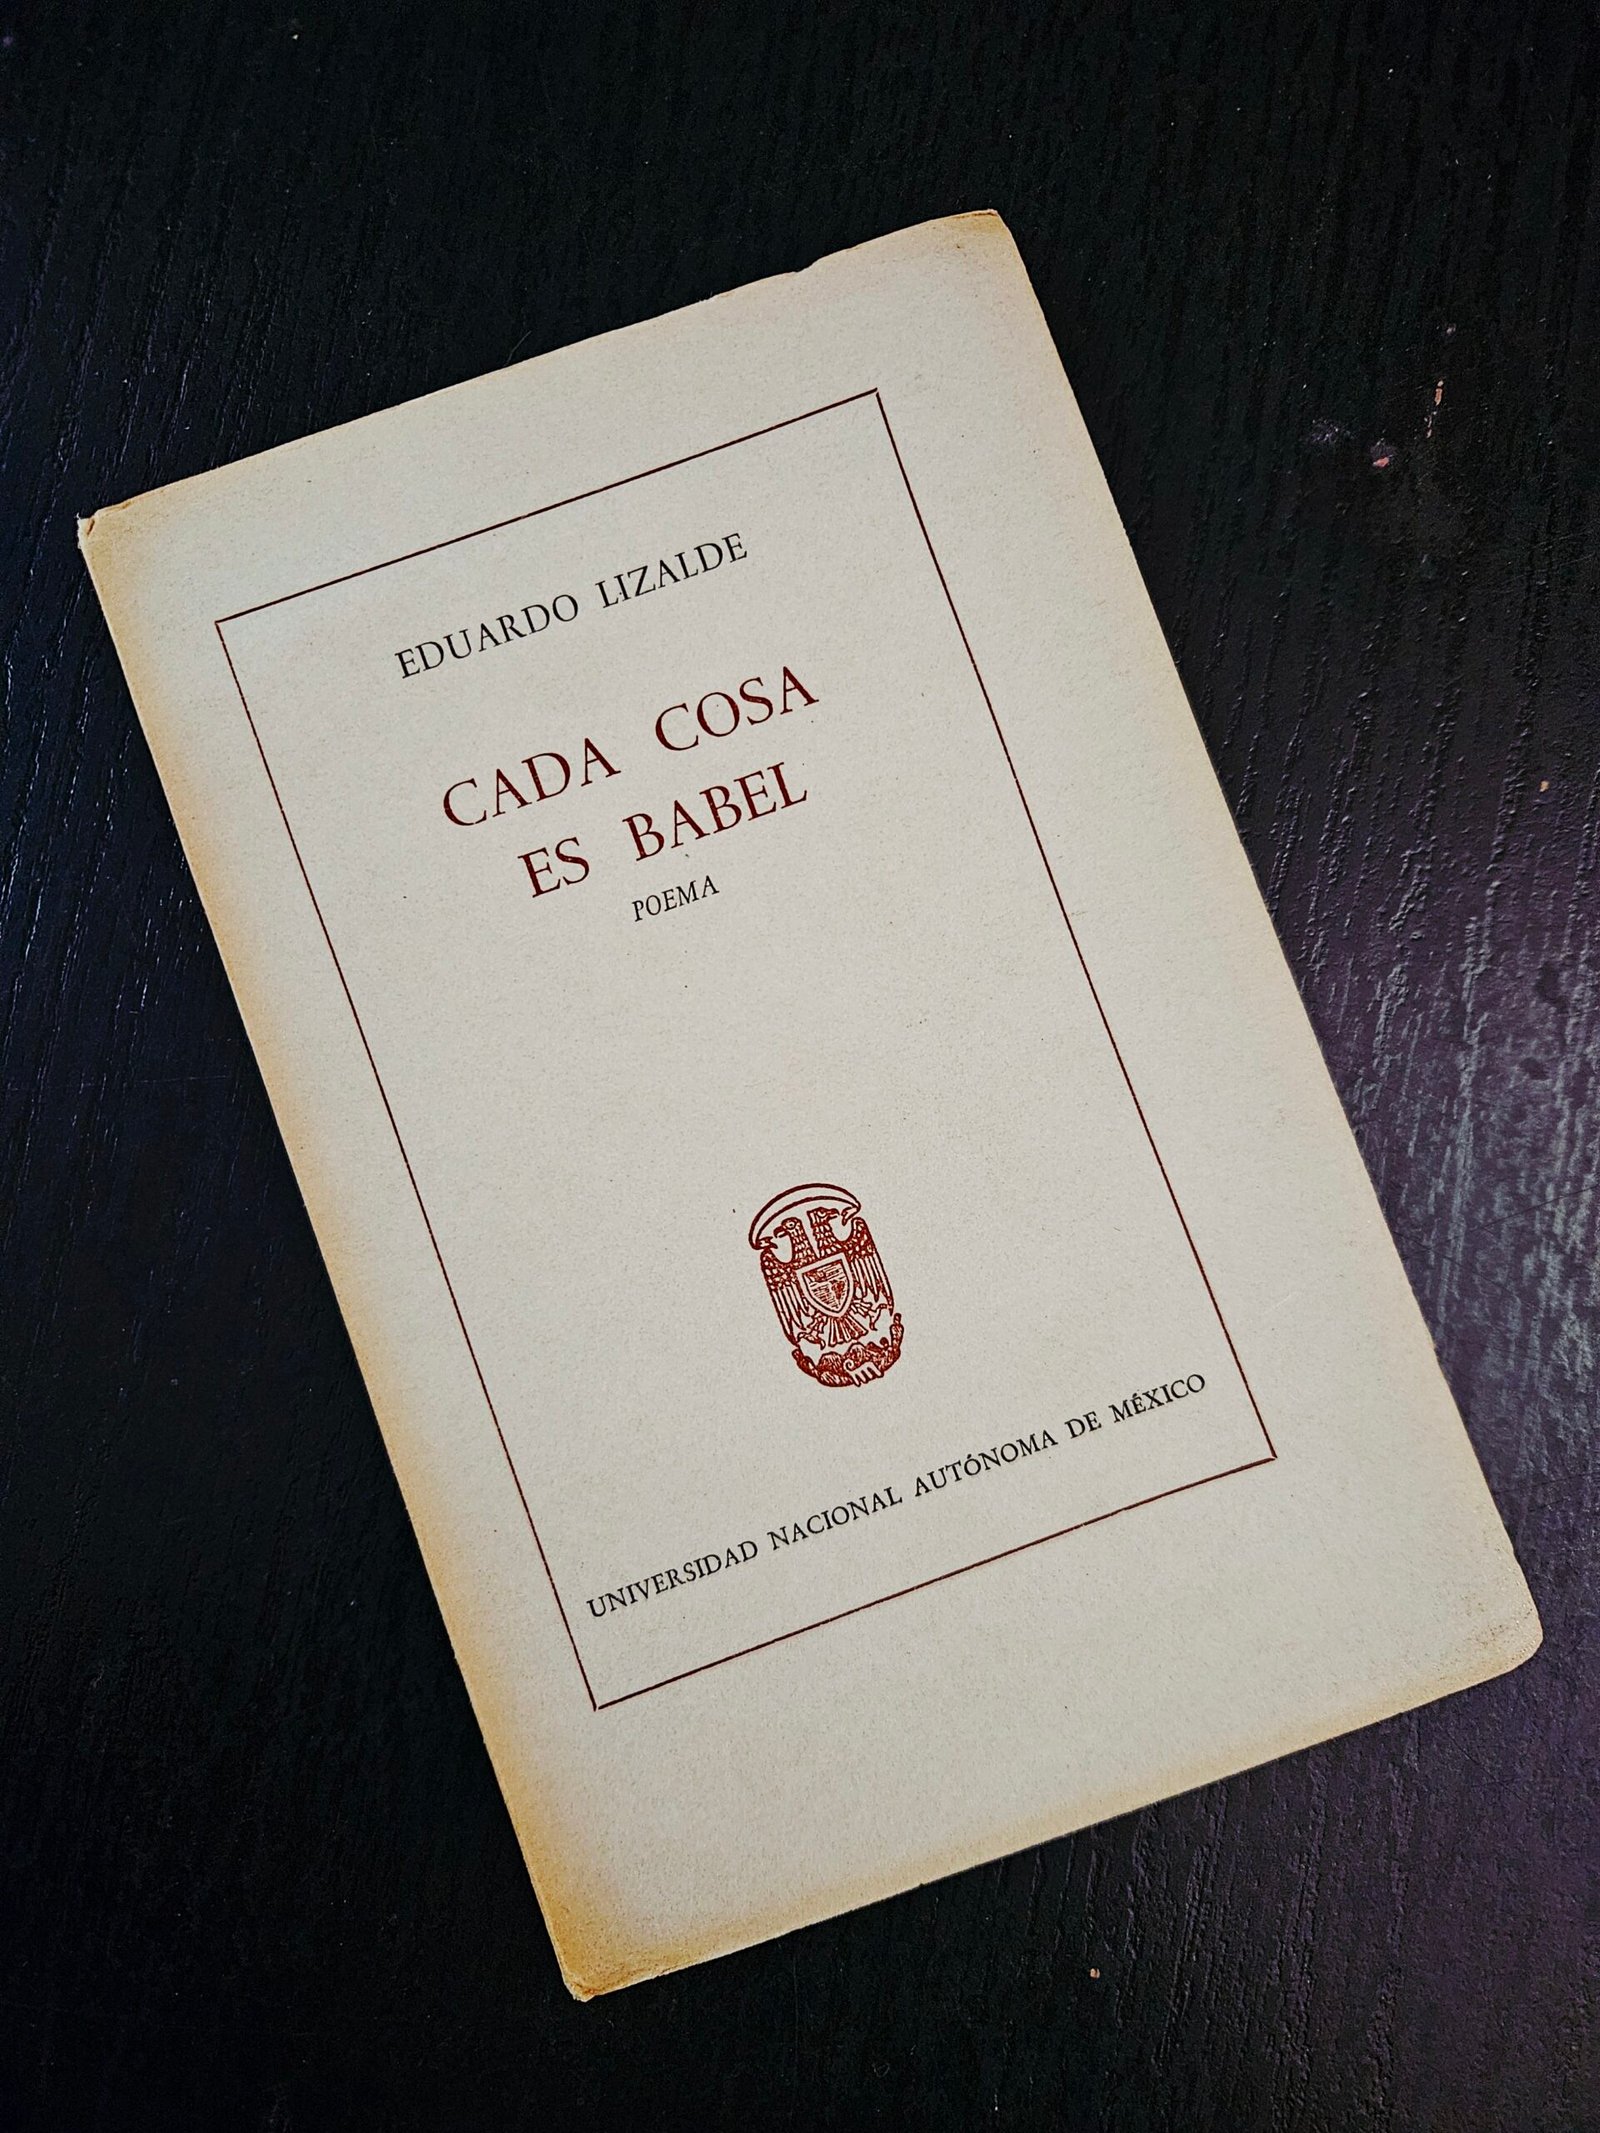 EDUARDO LIZALDE
CADA COSA
ES BABEL
POEMA
UNIVERSIDAD NACIONAL AUTÓNOMA DE MÉXICO